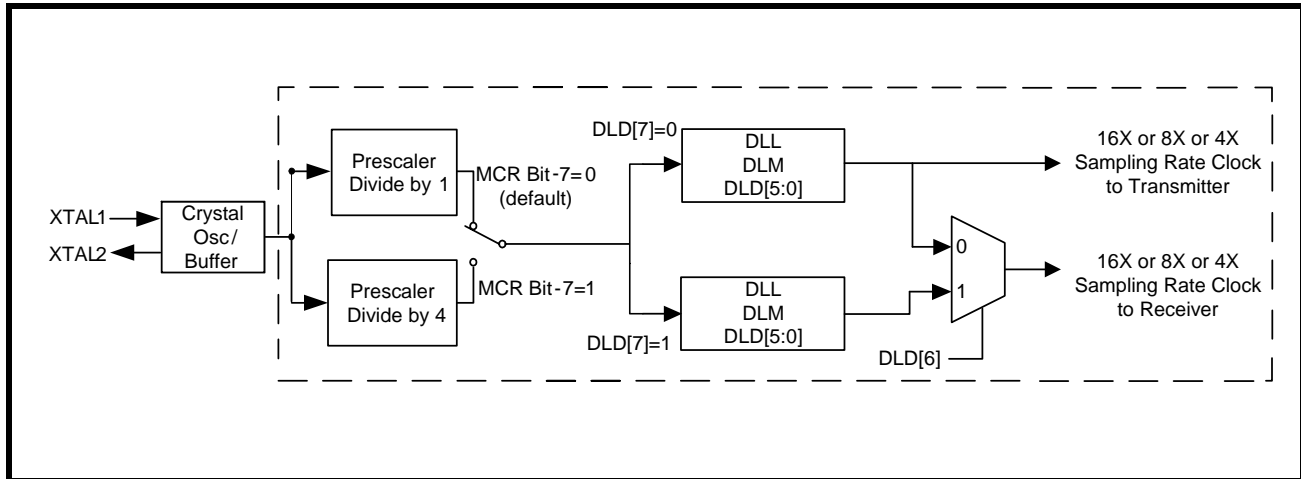 XTAL1
XTAL2
Crystal
Osc/
Buffer
Prescaler
Divide by 1
Prescaler
Divide by 4
MCR Bit-7=0
(default)
MCR Bit-7=1
DLD[7]=0
DLL
DLM
DLD[5:0]
DLD[7]=1
DLL
DLM
DLD[5:0]
0
1
DLD[6]
16X or 8X or 4X
Sampling Rate Clock
to Transmitter
16X or 8X or 4X
Sampling Rate Clock
to Receiver